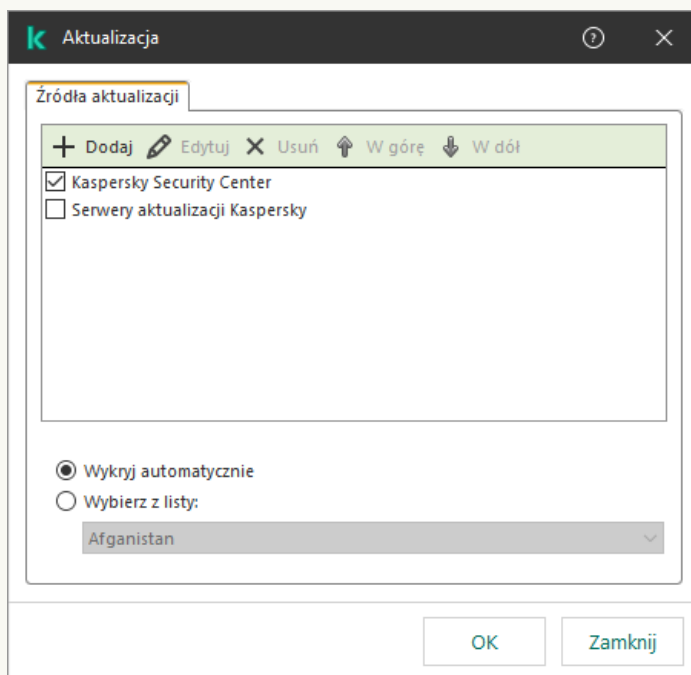 Aktualizacja
Źródła aktualizacji
Dodaj Edytuj Usuń W górę W dół
Kaspersky Security Center
Serwery aktualizacji Kaspersky
Wykryj automatycznie
Wybierz z listy:
Afganistan
OK Zamknij